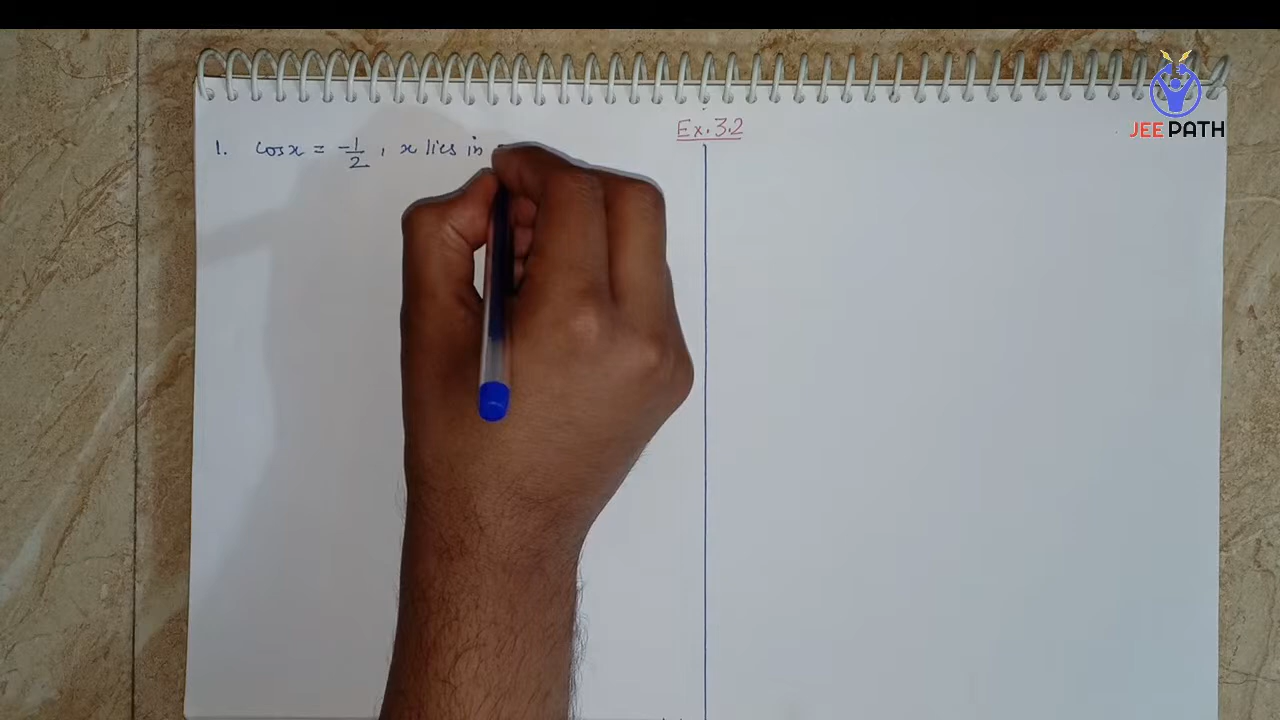 JEE PATH
Ex. 3.2
1. cos x = -1/2 , x lies in